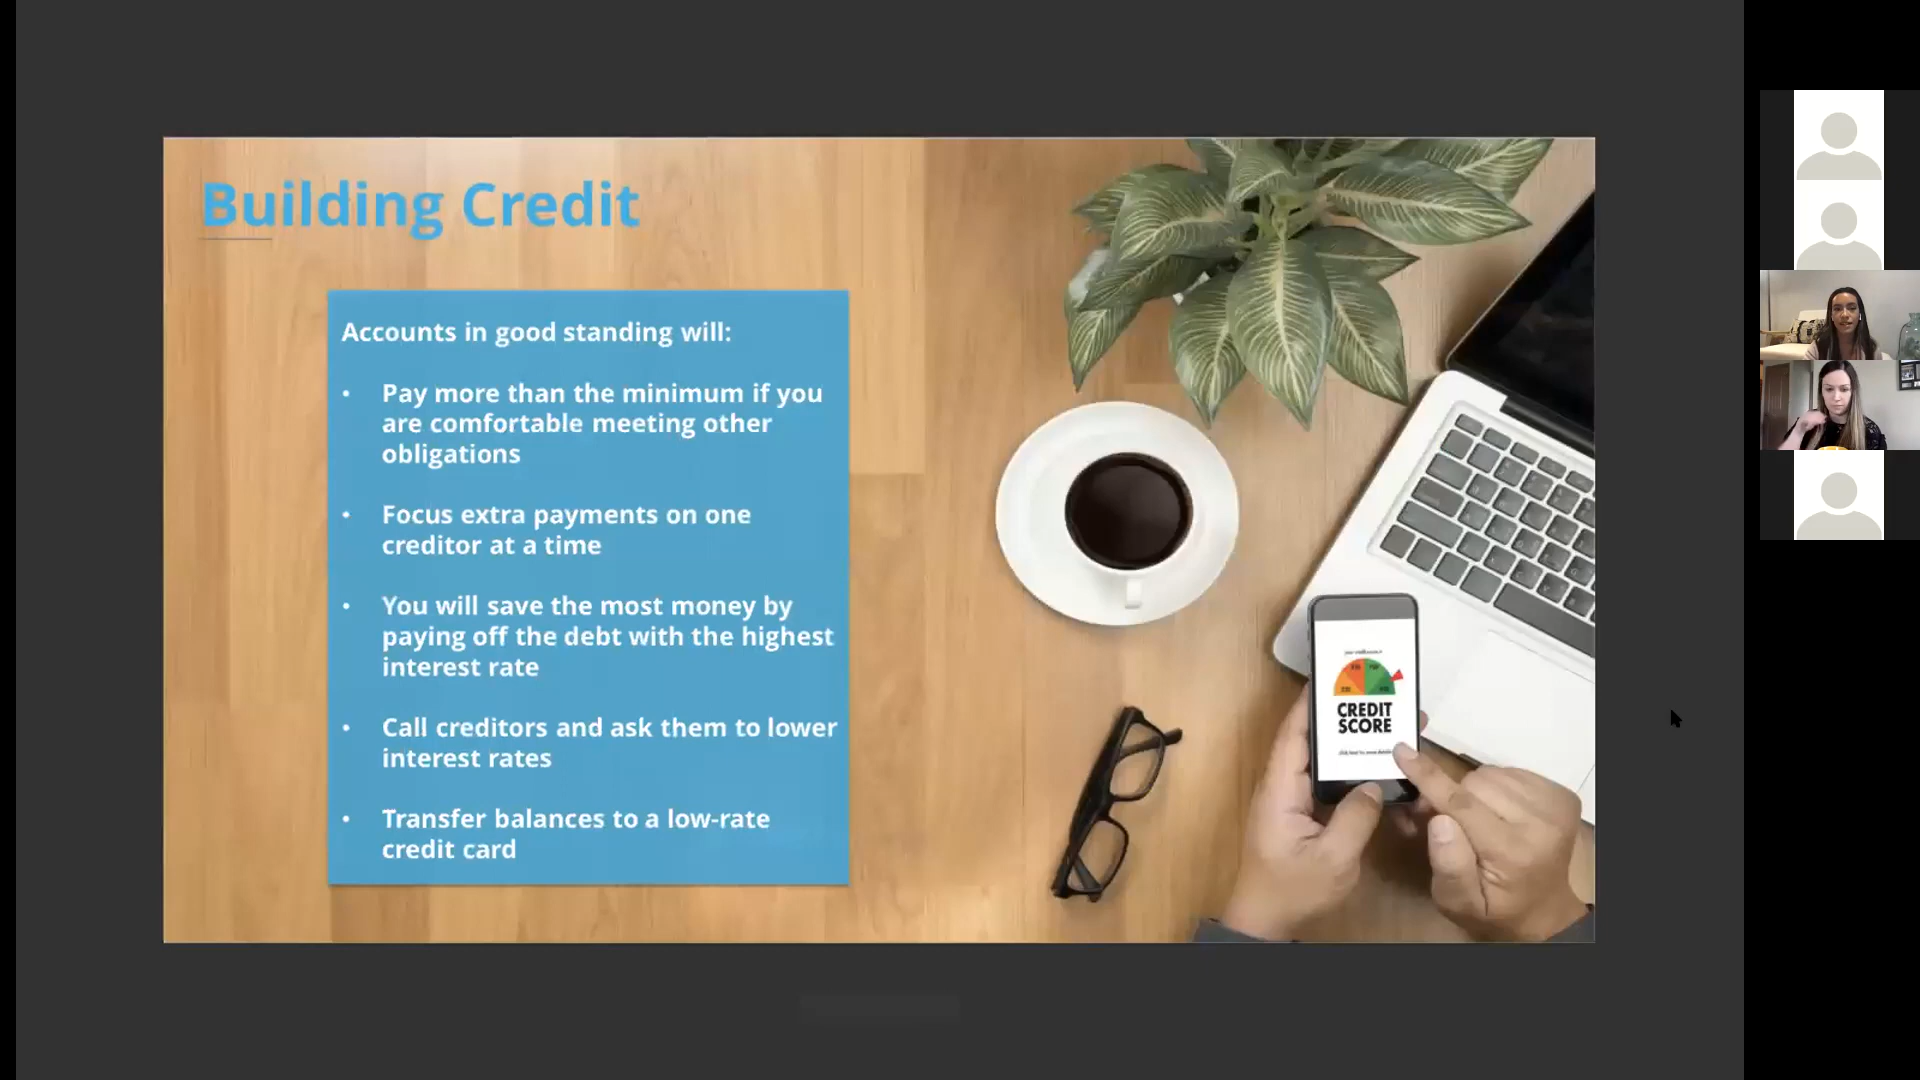 Building Credit
Accounts in good standing will:
• Pay more than the minimum if you
are comfortable meeting other
obligations
• Focus extra payments on one
creditor at a time
• You will save the most money by
paying off the debt with the highest
interest rate
• Call creditors and ask them to lower
interest rates
• Transfer balances to a low-rate
credit card
CREDIT
SCORE